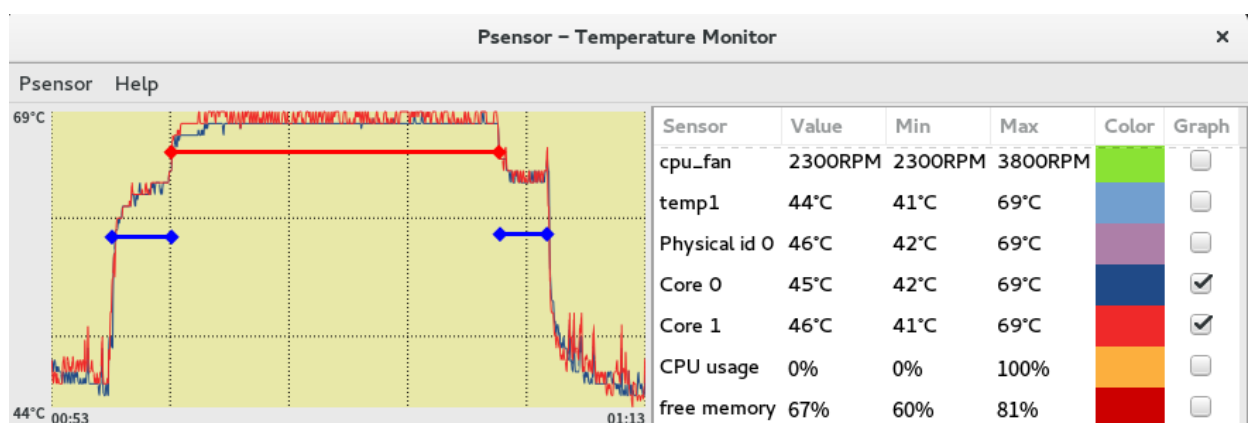 Psensor – Temperature Monitor ×
Psensor Help
69°C
44°C 00:53 01:13
Sensor Value Min Max Color Graph
cpu_fan 2300RPM 2300RPM 3800RPM
temp1 44°C 41°C 69°C
Physical id 0 46°C 42°C 69°C
Core 0 45°C 42°C 69°C
Core 1 46°C 41°C 69°C
CPU usage 0% 0% 100%
free memory 67% 60% 81%